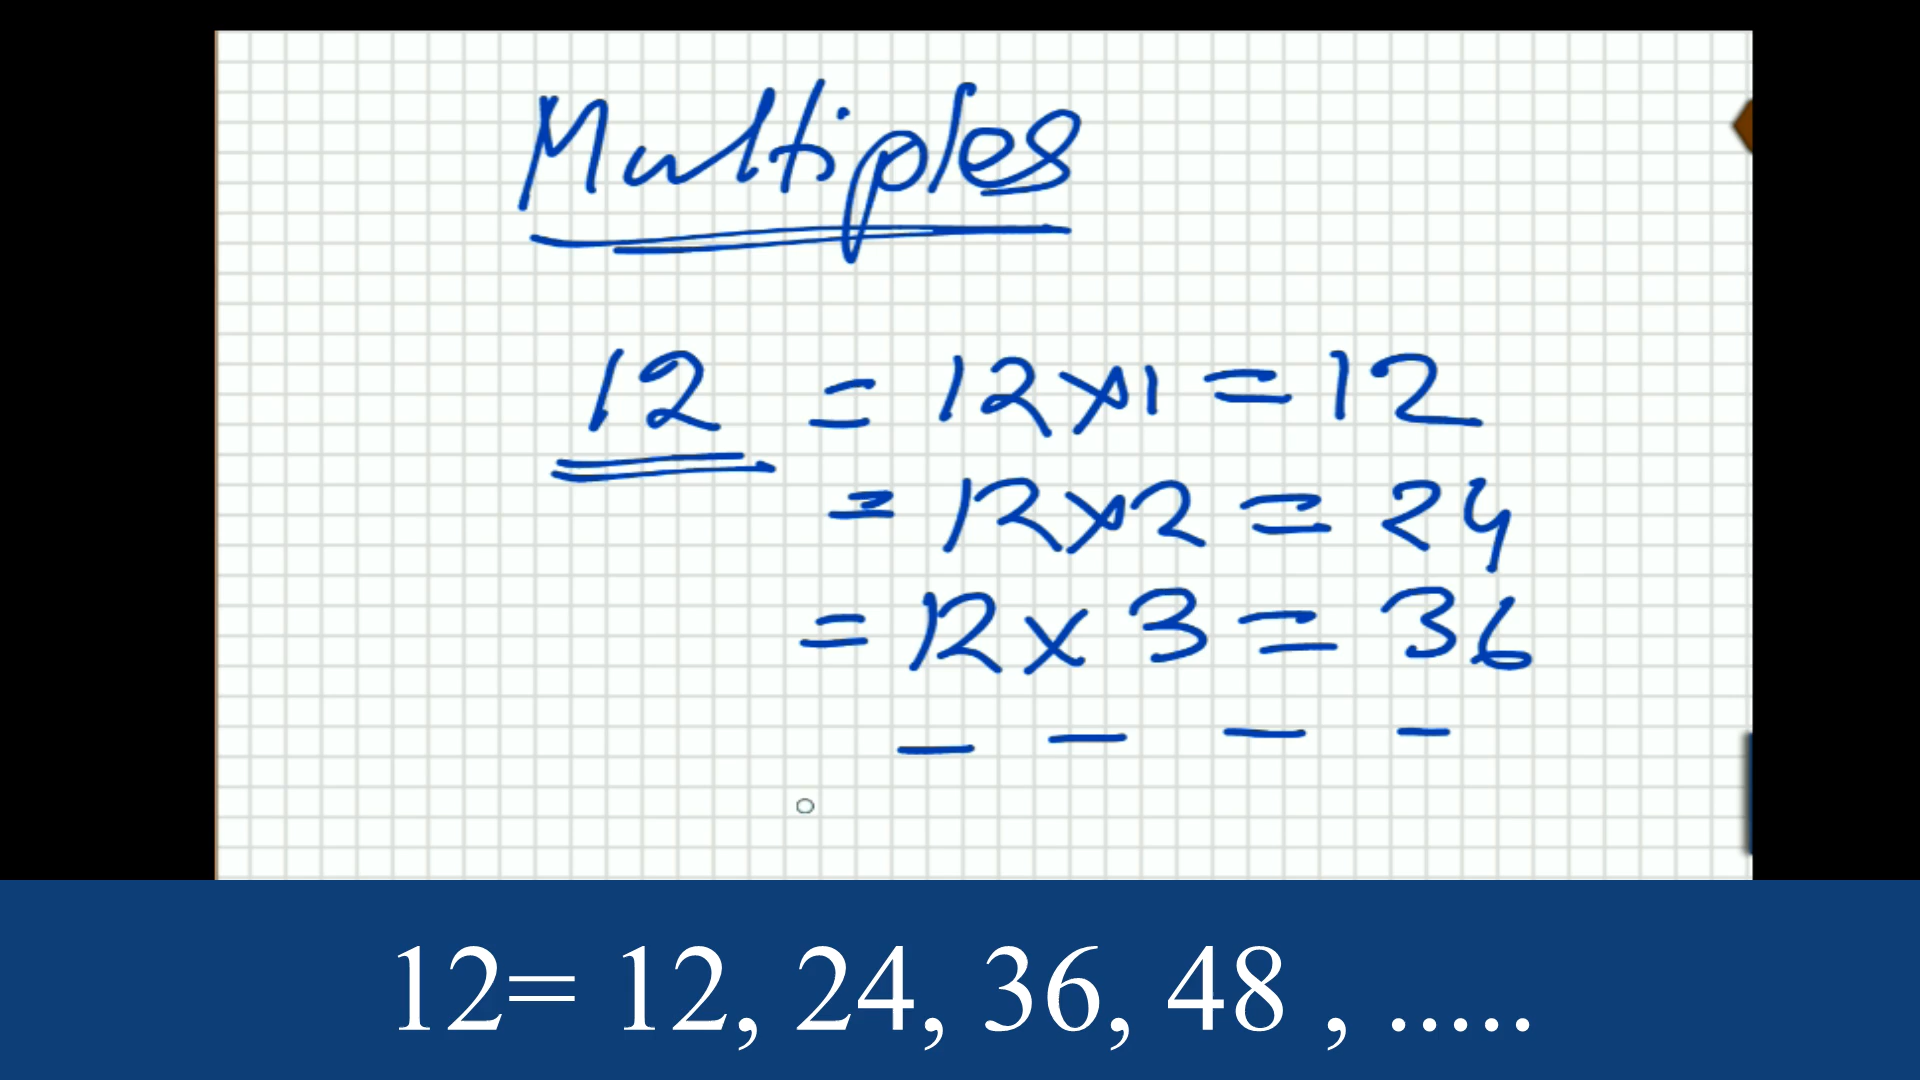 Multiples
12 = 12x1 = 12
= 12x2 = 24
= 12x3 = 36
— — — –
12= 12, 24, 36, 48 , .....